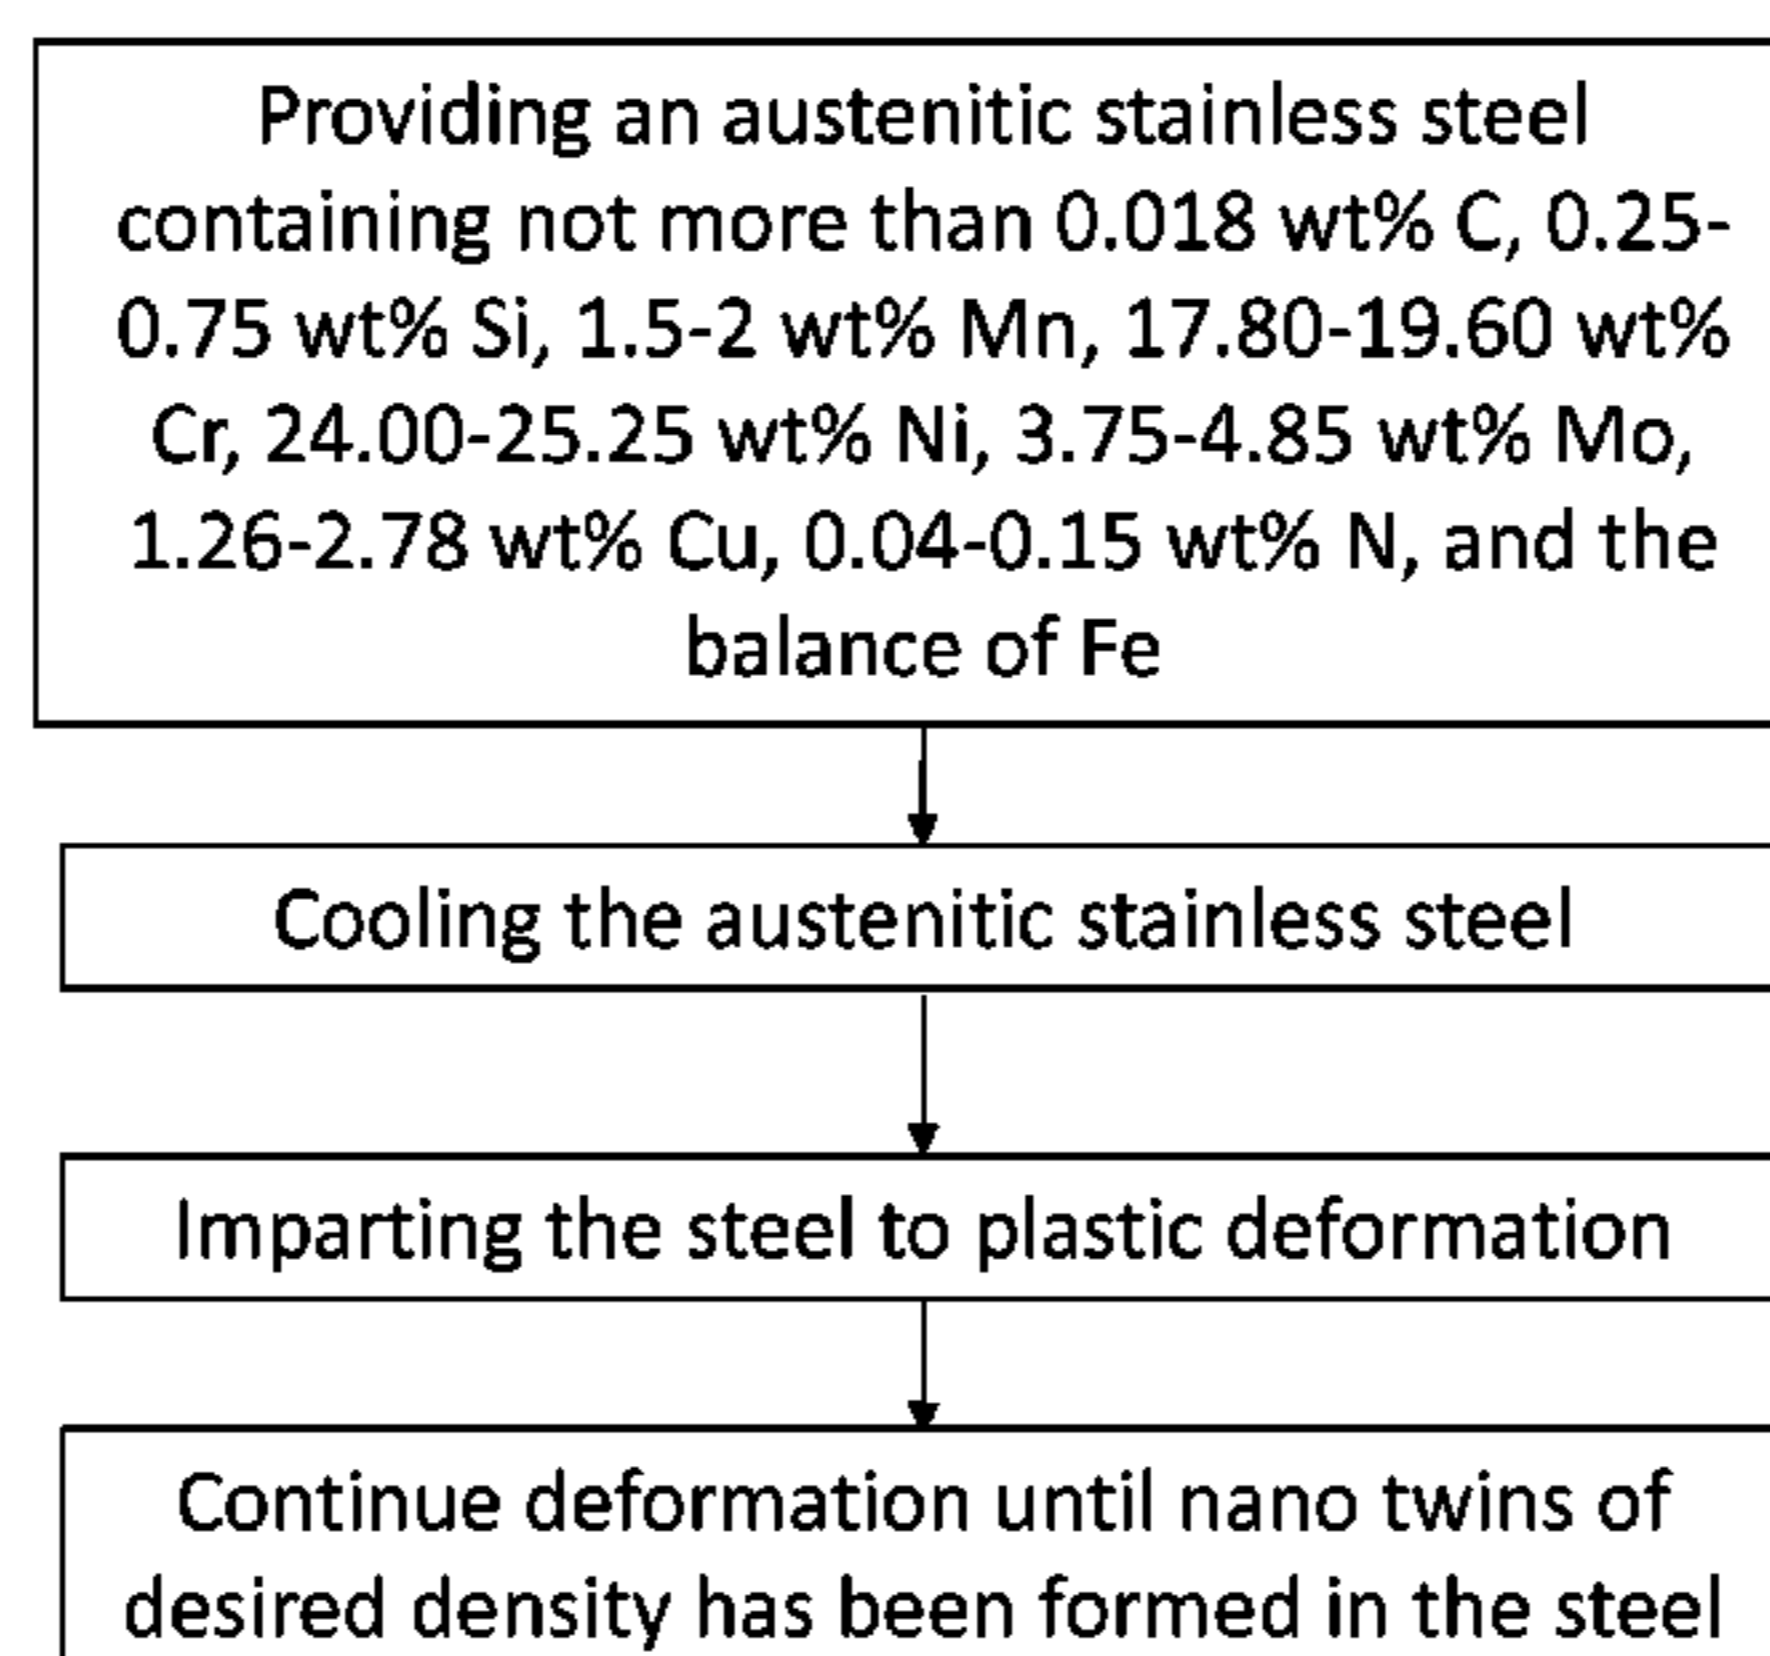 Providing an austenitic stainless steel
containing not more than 0.018 wt% C, 0.25-
0.75 wt% Si, 1.5-2 wt% Mn, 17.80-19.60 wt%
Cr, 24.00-25.25 wt% Ni, 3.75-4.85 wt% Mo,
1.26-2.78 wt% Cu, 0.04-0.15 wt% N, and the
balance of Fe
Cooling the austenitic stainless steel
Imparting the steel to plastic deformation
Continue deformation until nano twins of
desired density has been formed in the steel